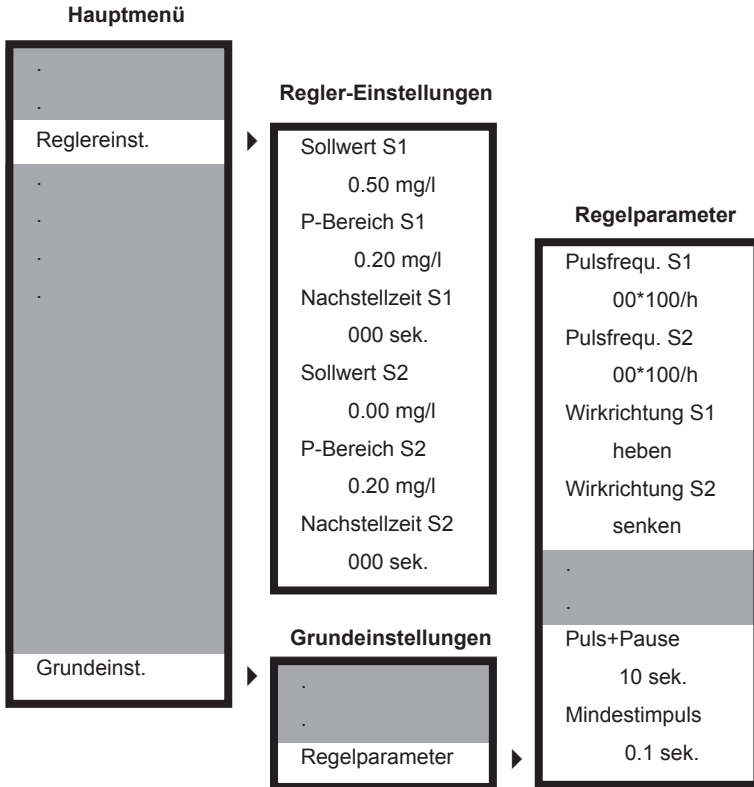 Hauptmenü
.
.
Reglereinst.
.
.
.
.
Grundeinst.
Regler-Einstellungen
Sollwert S1
0.50 mg/l
P-Bereich S1
0.20 mg/l
Nachstellzeit S1
000 sek.
Sollwert S2
0.00 mg/l
P-Bereich S2
0.20 mg/l
Nachstellzeit S2
000 sek.
Grundeinstellungen
.
.
Regelparameter
Regelparameter
Pulsfrequ. S1
00*100/h
Pulsfrequ. S2
00*100/h
Wirkrichtung S1
heben
Wirkrichtung S2
senken
.
.
Puls+Pause
10 sek.
Mindestimpuls
0.1 sek.